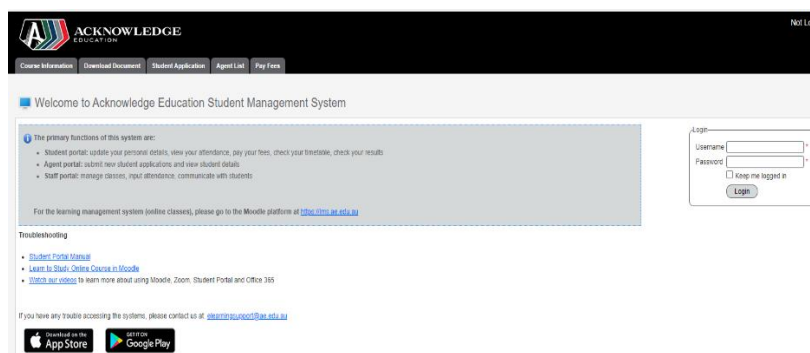 ACKNOWLEDGE
EDUCATION
Not Lo
Course Information Download Document Student Application Agent List Pay Fees
Welcome to Acknowledge Education Student Management System
The primary functions of this system are:
Student portal: update your personal details, view your attendance, pay your fees, check your timetable, check your results
Agent portal: submit new student applications and view student details
Staff portal: manage classes, input attendance, communicate with students
For the learning management system (online classes), please go to the Moodle platform at https://lms.ae.edu.au
Login
Username *
Password *
Keep me logged in
Login
Troubleshooting
Student Portal Manual
Learn to Study Online Course in Moodle
Watch our videos to learn more about using Moodle, Zoom, Student Portal and Office 365
If you have any trouble accessing the systems, please contact us at: elearningsupport@ae.edu.au
Download on the
App Store
GET IT ON
Google Play